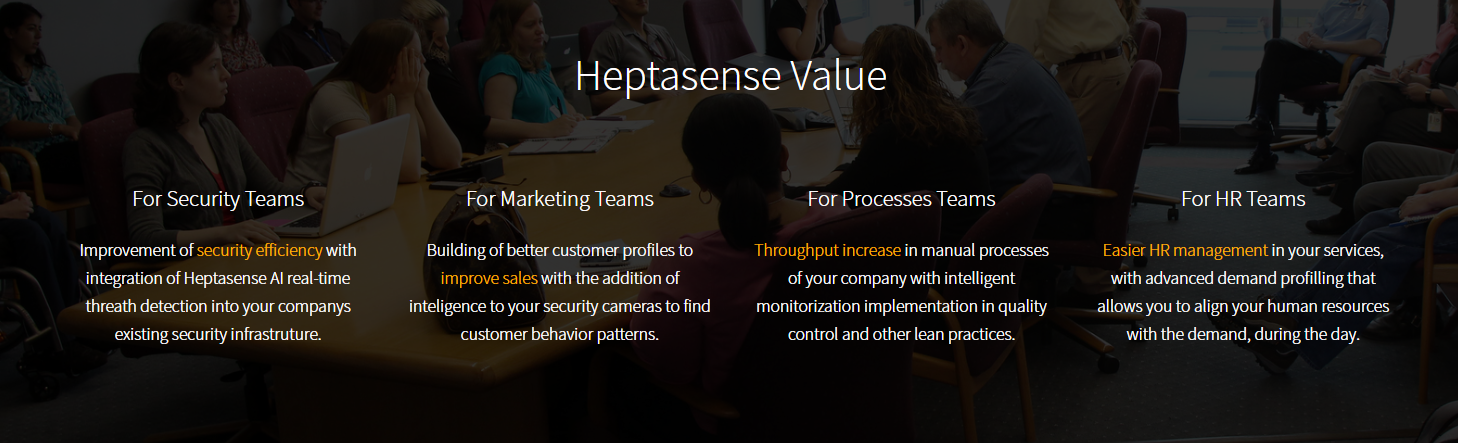 Heptasense Value
For Security Teams
Improvement of security efficiency with
integration of Heptasense AI real-time
threath detection into your companys
existing security infrastruture.
For Marketing Teams
Building of better customer profiles to
improve sales with the addition of
inteligence to your security cameras to find
customer behavior patterns.
For Processes Teams
Throughput increase in manual processes
of your company with intelligent
monitorization implementation in quality
control and other lean practices.
For HR Teams
Easier HR management in your services,
with advanced demand profilling that
allows you to align your human resources
with the demand, during the day.